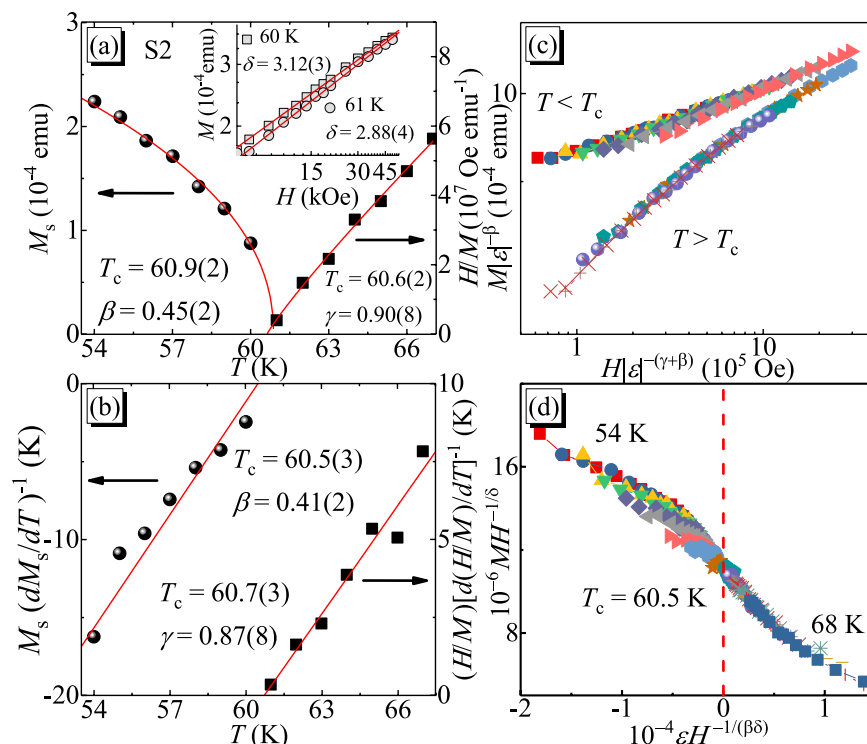 (a)
S2
M_s (10^-4 emu)
3
2
1
0
54
57
60
63
66
T (K)
T_c = 60.9(2)
β = 0.45(2)
M (10^-4 emu)
4
2
60 K
δ = 3.12(3)
61 K
δ = 2.88(4)
15
30
45
H (kOe)
H/M(10^7 Oe emu^-1)
8
6
4
2
0
T_c = 60.6(2)
γ = 0.90(8)
(b)
M_s (dM_s/dT)^-1 (K)
0
-10
-20
54
57
60
63
66
T (K)
T_c = 60.5(3)
β = 0.41(2)
T_c = 60.7(3)
γ = 0.87(8)
(H/M)[d(H/M)/dT]^-1 (K)
10
5
0
(c)
M|ε|^-β (10^-4 emu)
10
T < T_c
T > T_c
1
10
H|ε|^-(γ+β) (10^5 Oe)
(d)
10^-6 MH^-1/δ
16
8
54 K
T_c = 60.5 K
68 K
-2
-1
0
1
10^-4 εH^-1/(βδ)